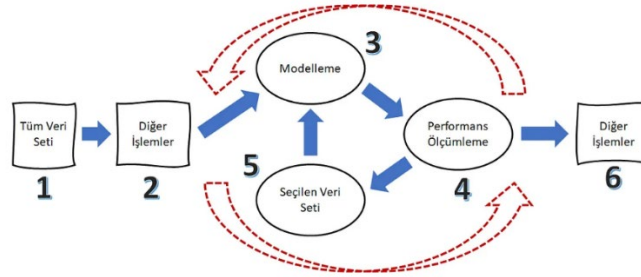 Tüm Veri
Seti
1
Diğer
İşlemler
2
Modelleme
3
Performans
Ölçümleme
4
Seçilen Veri
Seti
5
Diğer
İşlemler
6